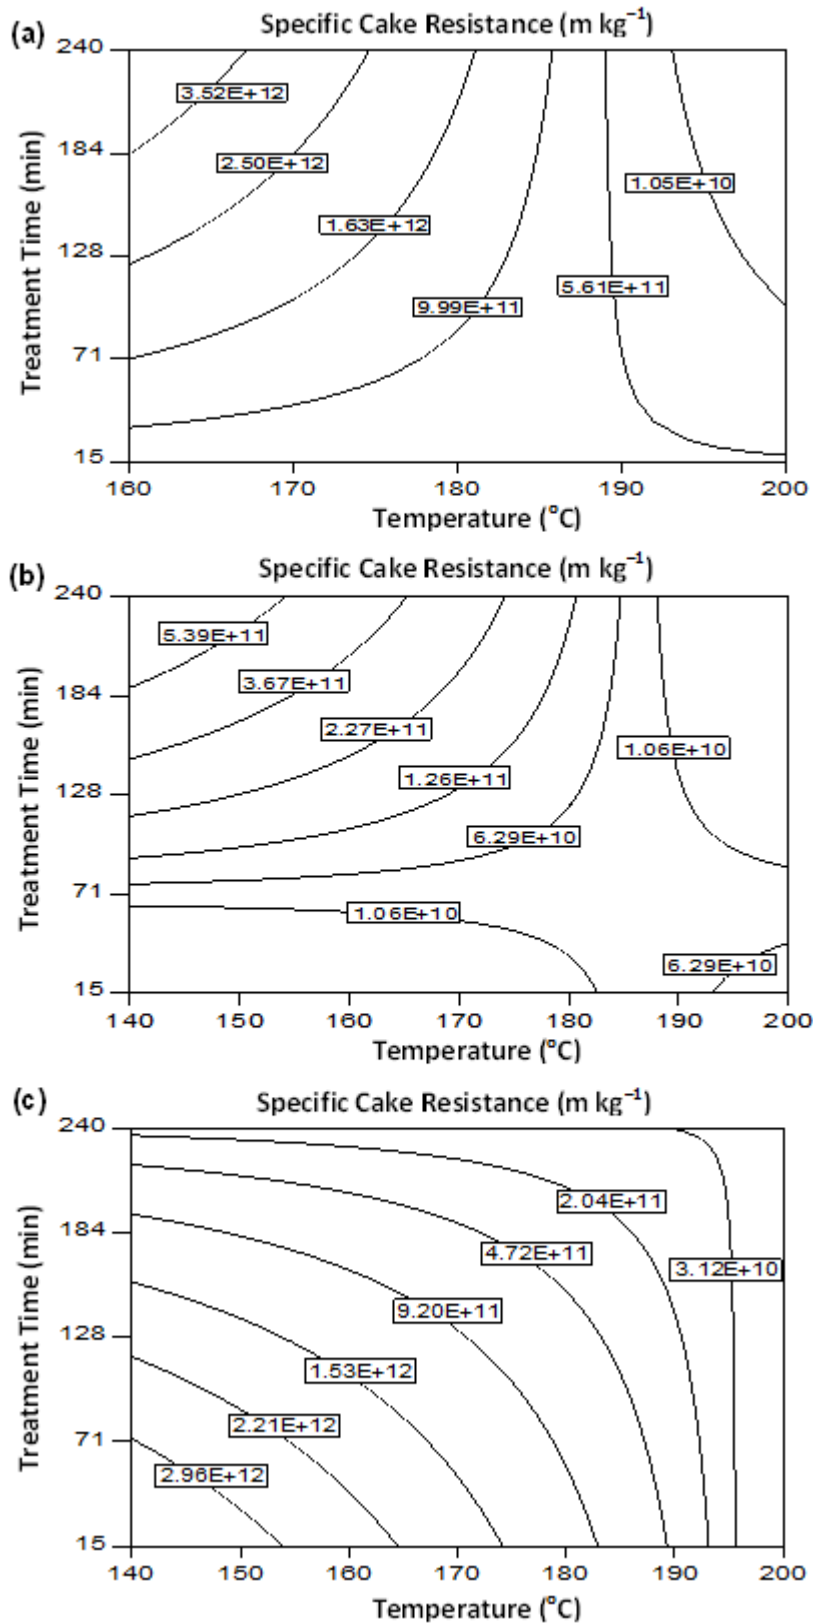 (a)
Specific Cake Resistance (m kg⁻¹)
240
184
128
71
15
Treatment Time (min)
3.52E+12
2.50E+12
1.63E+12
9.99E+11
5.61E+11
1.05E+10
160 170 180 190 200
Temperature (°C)
(b)
Specific Cake Resistance (m kg⁻¹)
240
184
128
71
15
Treatment Time (min)
5.39E+11
3.67E+11
2.27E+11
1.26E+11
6.29E+10
1.06E+10
1.06E+10
6.29E+10
140 150 160 170 180 190 200
Temperature (°C)
(c)
Specific Cake Resistance (m kg⁻¹)
240
184
128
71
15
Treatment Time (min)
2.04E+11
4.72E+11
3.12E+10
9.20E+11
1.53E+12
2.21E+12
2.96E+12
140 150 160 170 180 190 200
Temperature (°C)